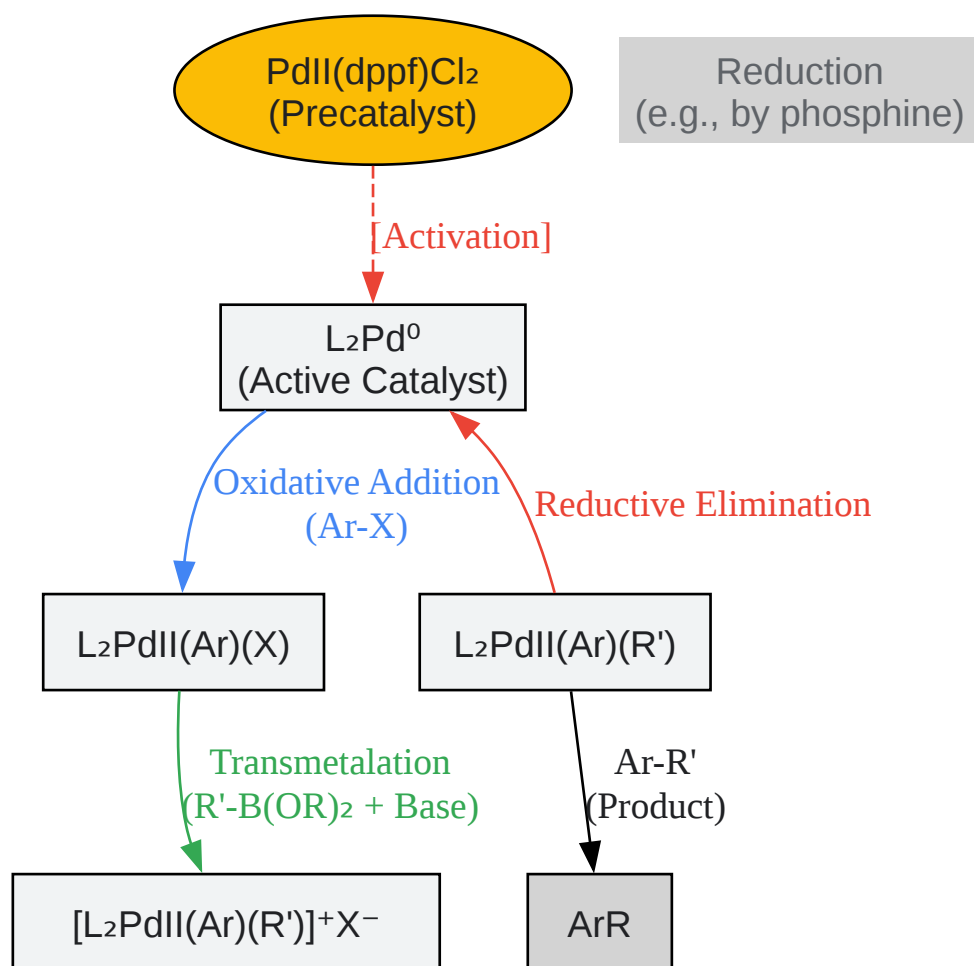 PdII(dppf)Cl₂
(Precatalyst)
Reduction
(e.g., by phosphine)
[Activation]
L₂Pd⁰
(Active Catalyst)
Oxidative Addition
(Ar-X)
Reductive Elimination
L₂PdII(Ar)(X)
L₂PdII(Ar)(R')
Transmetalation
(R'-B(OR)₂ + Base)
Ar-R'
(Product)
[L₂PdII(Ar)(R')]⁺X⁻
ArR